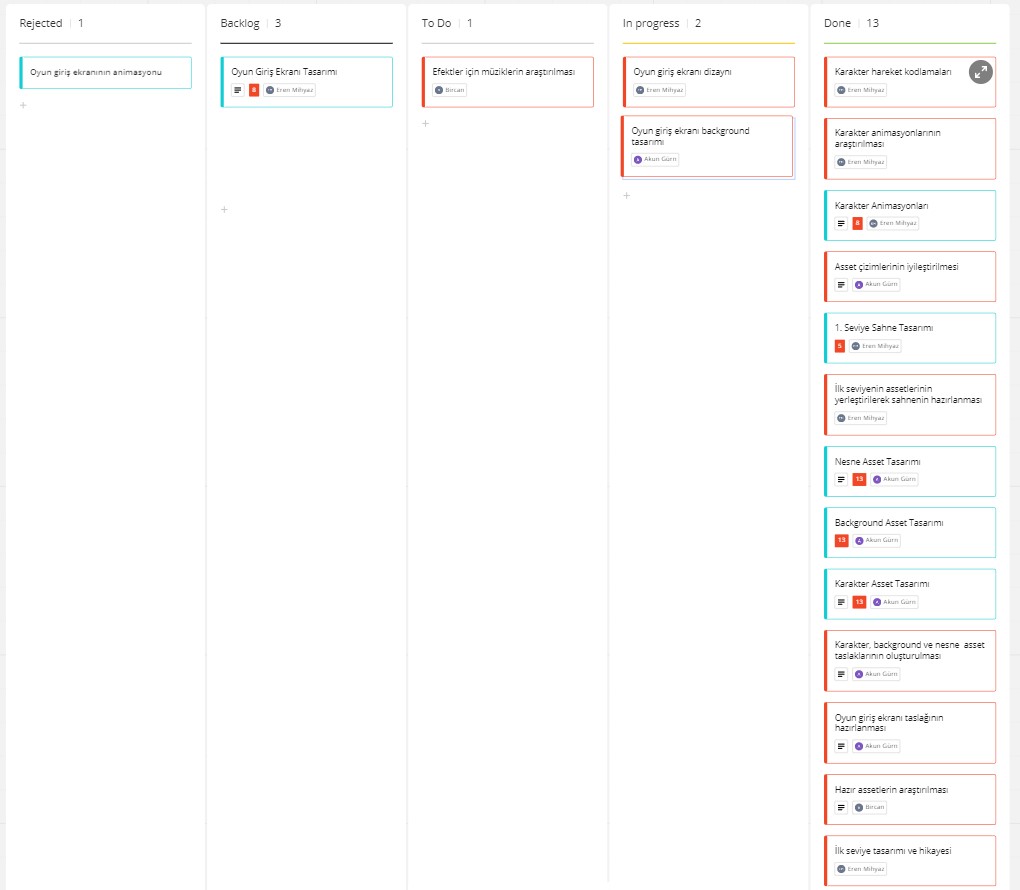 Rejected 1
Oyun giriş ekranının animasyonu
Backlog 3
Oyun Giriş Ekranı Tasarımı
8 Eren Mihyaz
To Do 1
Efektler için müziklerin araştırılması
Bircan
In progress 2
Oyun giriş ekranı dizaynı
Eren Mihyaz
Oyun giriş ekranı background
tasarımı
Akun Gürn
Done 13
Karakter hareket kodlamaları
Eren Mihyaz
Karakter animasyonlarının
araştırılması
Eren Mihyaz
Karakter Animasyonları
8 Eren Mihyaz
Asset çizimlerinin iyileştirilmesi
Akun Gürn
1. Seviye Sahne Tasarımı
5 Eren Mihyaz
İlk seviyenin assetlerinin
yerleştirilerek sahnenin hazırlanması
Eren Mihyaz
Nesne Asset Tasarımı
13 Akun Gürn
Background Asset Tasarımı
13 Akun Gürn
Karakter Asset Tasarımı
13 Akun Gürn
Karakter, background ve nesne asset
taslaklarının oluşturulması
Akun Gürn
Oyun giriş ekranı taslağının
hazırlanması
Akun Gürn
Hazır assetlerin araştırılması
Bircan
İlk seviye tasarımı ve hikayesi
Eren Mihyaz